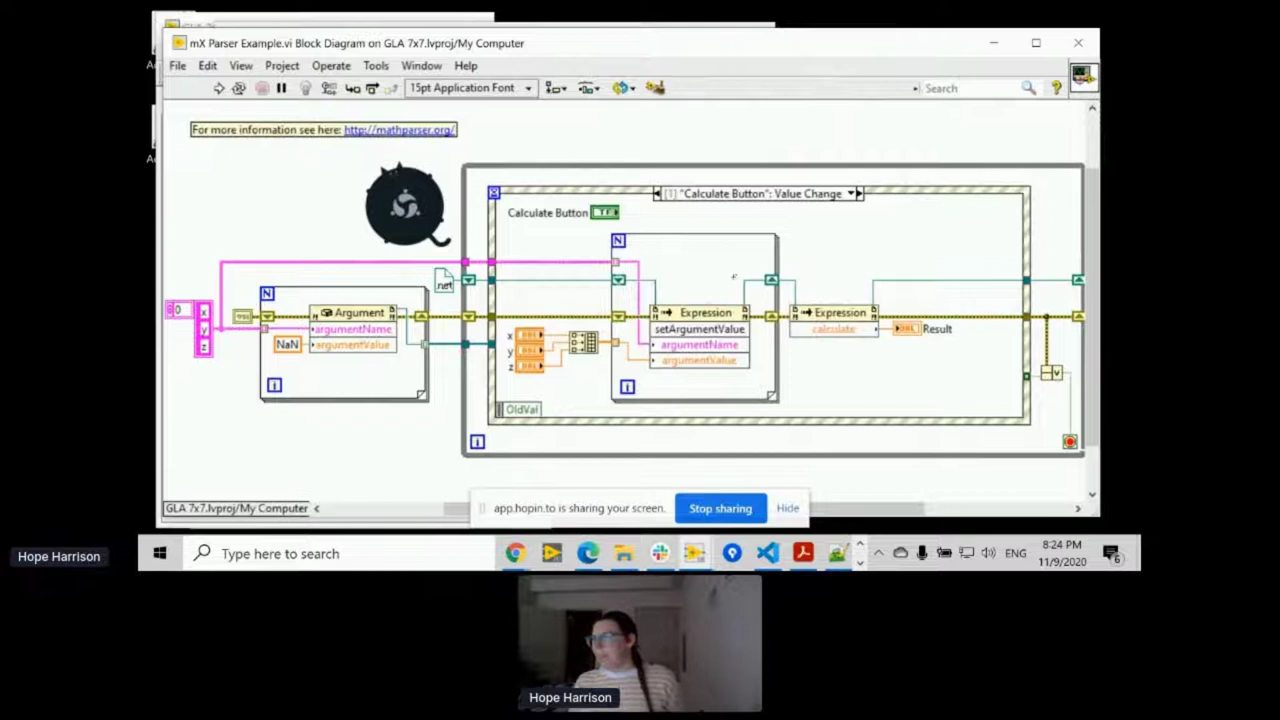 mX Parser Example.vi Block Diagram on GLA 7x7.lvproj/My Computer
File Edit View Project Operate Tools Window Help
15pt Application Font
Search
For more information see here: http://mathparser.org/
[1] "Calculate Button": Value Change
Calculate Button
TF
N
0
x
y
z
N
Argument
argumentName
NaN
argumentValue
i
.net
Expression
setArgumentValue
argumentName
argumentValue
x
y
z
i
Expression
calculate
DBL
Result
OldVal
i
v
GLA 7x7.lvproj/My Computer
app.hopin.to is sharing your screen. Stop sharing Hide
Hope Harrison
Type here to search
ENG
8:24 PM
11/9/2020
6
Hope Harrison